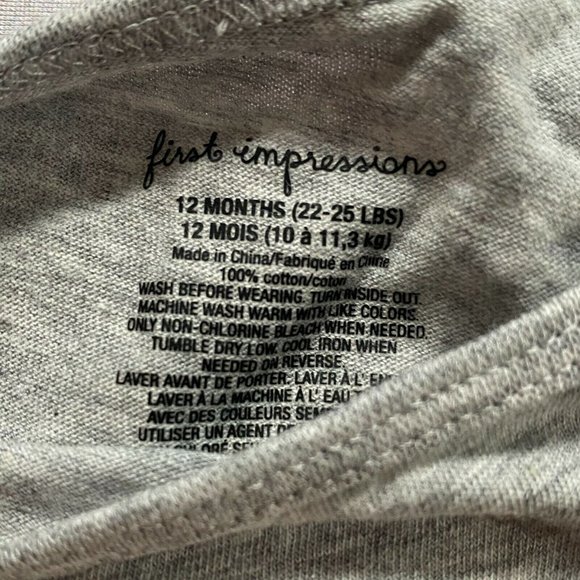 first impressions
12 MONTHS (22-25 LBS)
12 MOIS (10 à 11,3 kg)
Made in China/Fabriqué en Chine
100% cotton/coton
WASH BEFORE WEARING. TURN INSIDE OUT.
MACHINE WASH WARM WITH LIKE COLORS.
ONLY NON-CHLORINE BLEACH WHEN NEEDED.
TUMBLE DRY LOW. COOL IRON WHEN
NEEDED ON REVERSE.
LAVER AVANT DE PORTER. LAVER À L'
LAVER À LA MACHINE À L' EAU
AVEC DES COULEURS
UTILISER UN AGENT